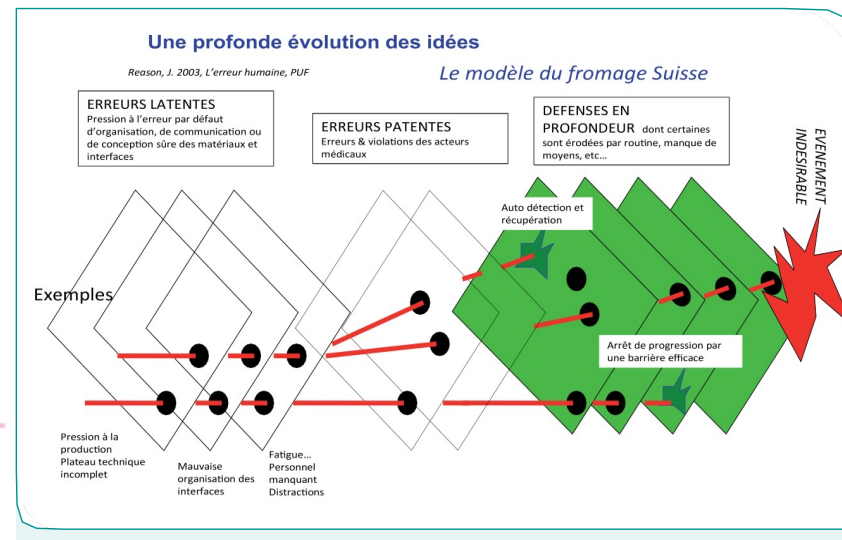 Une profonde évolution des idées
Reason, J. 2003, L'erreur humaine, PUF
Le modèle du fromage Suisse
ERREURS LATENTES
Pression à l'erreur par défaut
d'organisation, de communication ou
de conception sûre des matériaux et
interfaces
ERREURS PATENTES
Erreurs & violations des acteurs
médicaux
DEFENSES EN
PROFONDEUR dont certaines
sont érodées par routine, manque de
moyens, etc...
EVENEMENT
INDESIRABLE
Auto détection et
récupération
Exemples
Arrêt de progression par
une barrière efficace
Pression à la
production
Plateau technique
incomplet
Mauvaise
organisation des
interfaces
Fatigue...
Personnel
manquant
Distractions